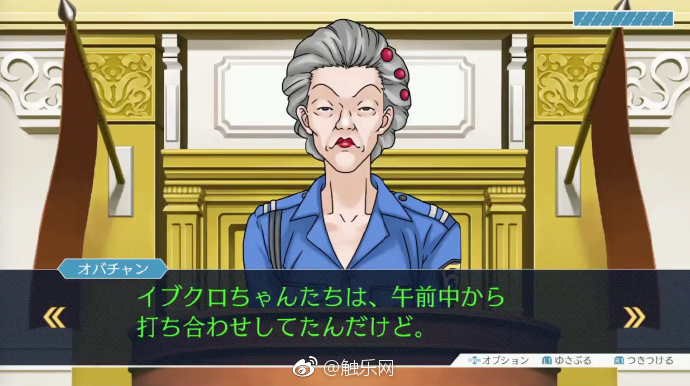 オバチャン
イブクロちゃんたちは、午前中から
打ち合わせしてたんだけど。
オプション L ゆさぶる R つきつける
@触乐网